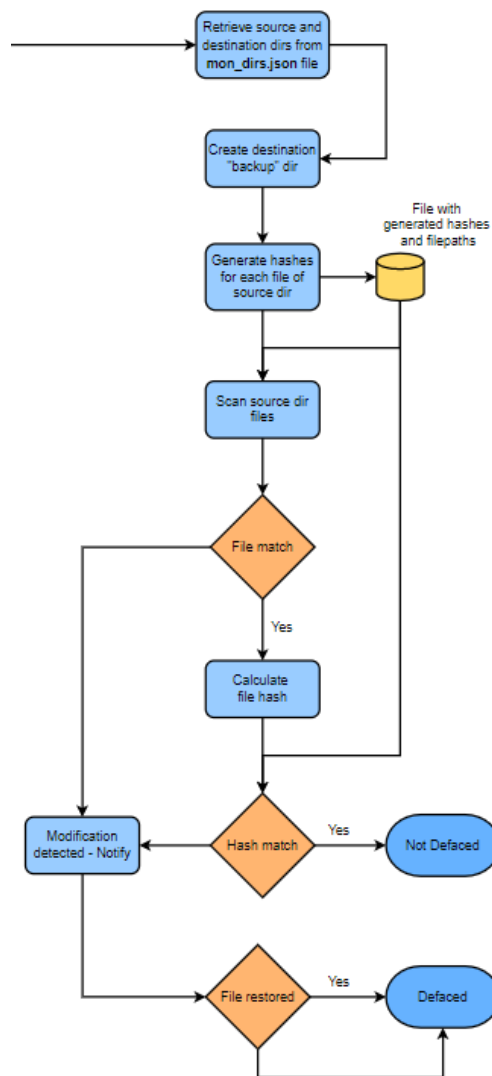 Retrieve source and
destination dirs from
mon_dirs.json file
Create destination
"backup" dir
File with
generated hashes
and filepaths
Generate hashes
for each file of
source dir
Scan source dir
files
File match
Yes
Calculate
file hash
Modification
detected - Notify
Hash match
Yes
Not Defaced
File restored
Yes
Defaced